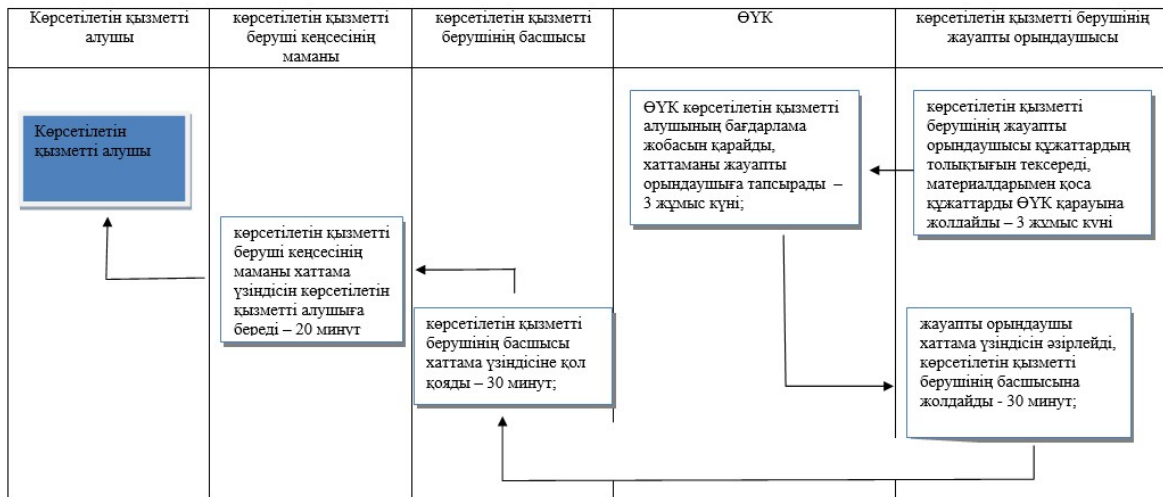 Көрсетілетін қызметті
алушы
көрсетілетін қызметті
беруші кеңсесінің
маманы
көрсетілетін қызметті
берушінің басшысы
ӨҮК
көрсетілетін қызметті берушінің
жауапты орындаушысы
Көрсетілетін
қызметті алушы
көрсетілетін қызметті
беруші кеңсесінің
маманы хаттама
үзіндісін көрсетілетін
қызметті алушыға
береді – 20 минут
көрсетілетін қызметті
берушінің басшысы
хаттама үзіндісіне қол
қояды – 30 минут;
ӨҮК көрсетілетін қызметті
алушының бағдарлама
жобасын қарайды,
хаттаманы жауапты
орындаушыға тапсырады –
3 жұмыс күні;
көрсетілетін қызметті
берушінің жауапты
орындаушысы құжаттардың
толықтығын тексереді,
материалдарымен қоса
құжаттарды ӨҮК қарауына
жолдайды – 3 жұмыс күні
жауапты орындаушы
хаттама үзіндісін әзірлейді,
көрсетілетін қызметті
берушінің басшысына
жолдайды - 30 минут;